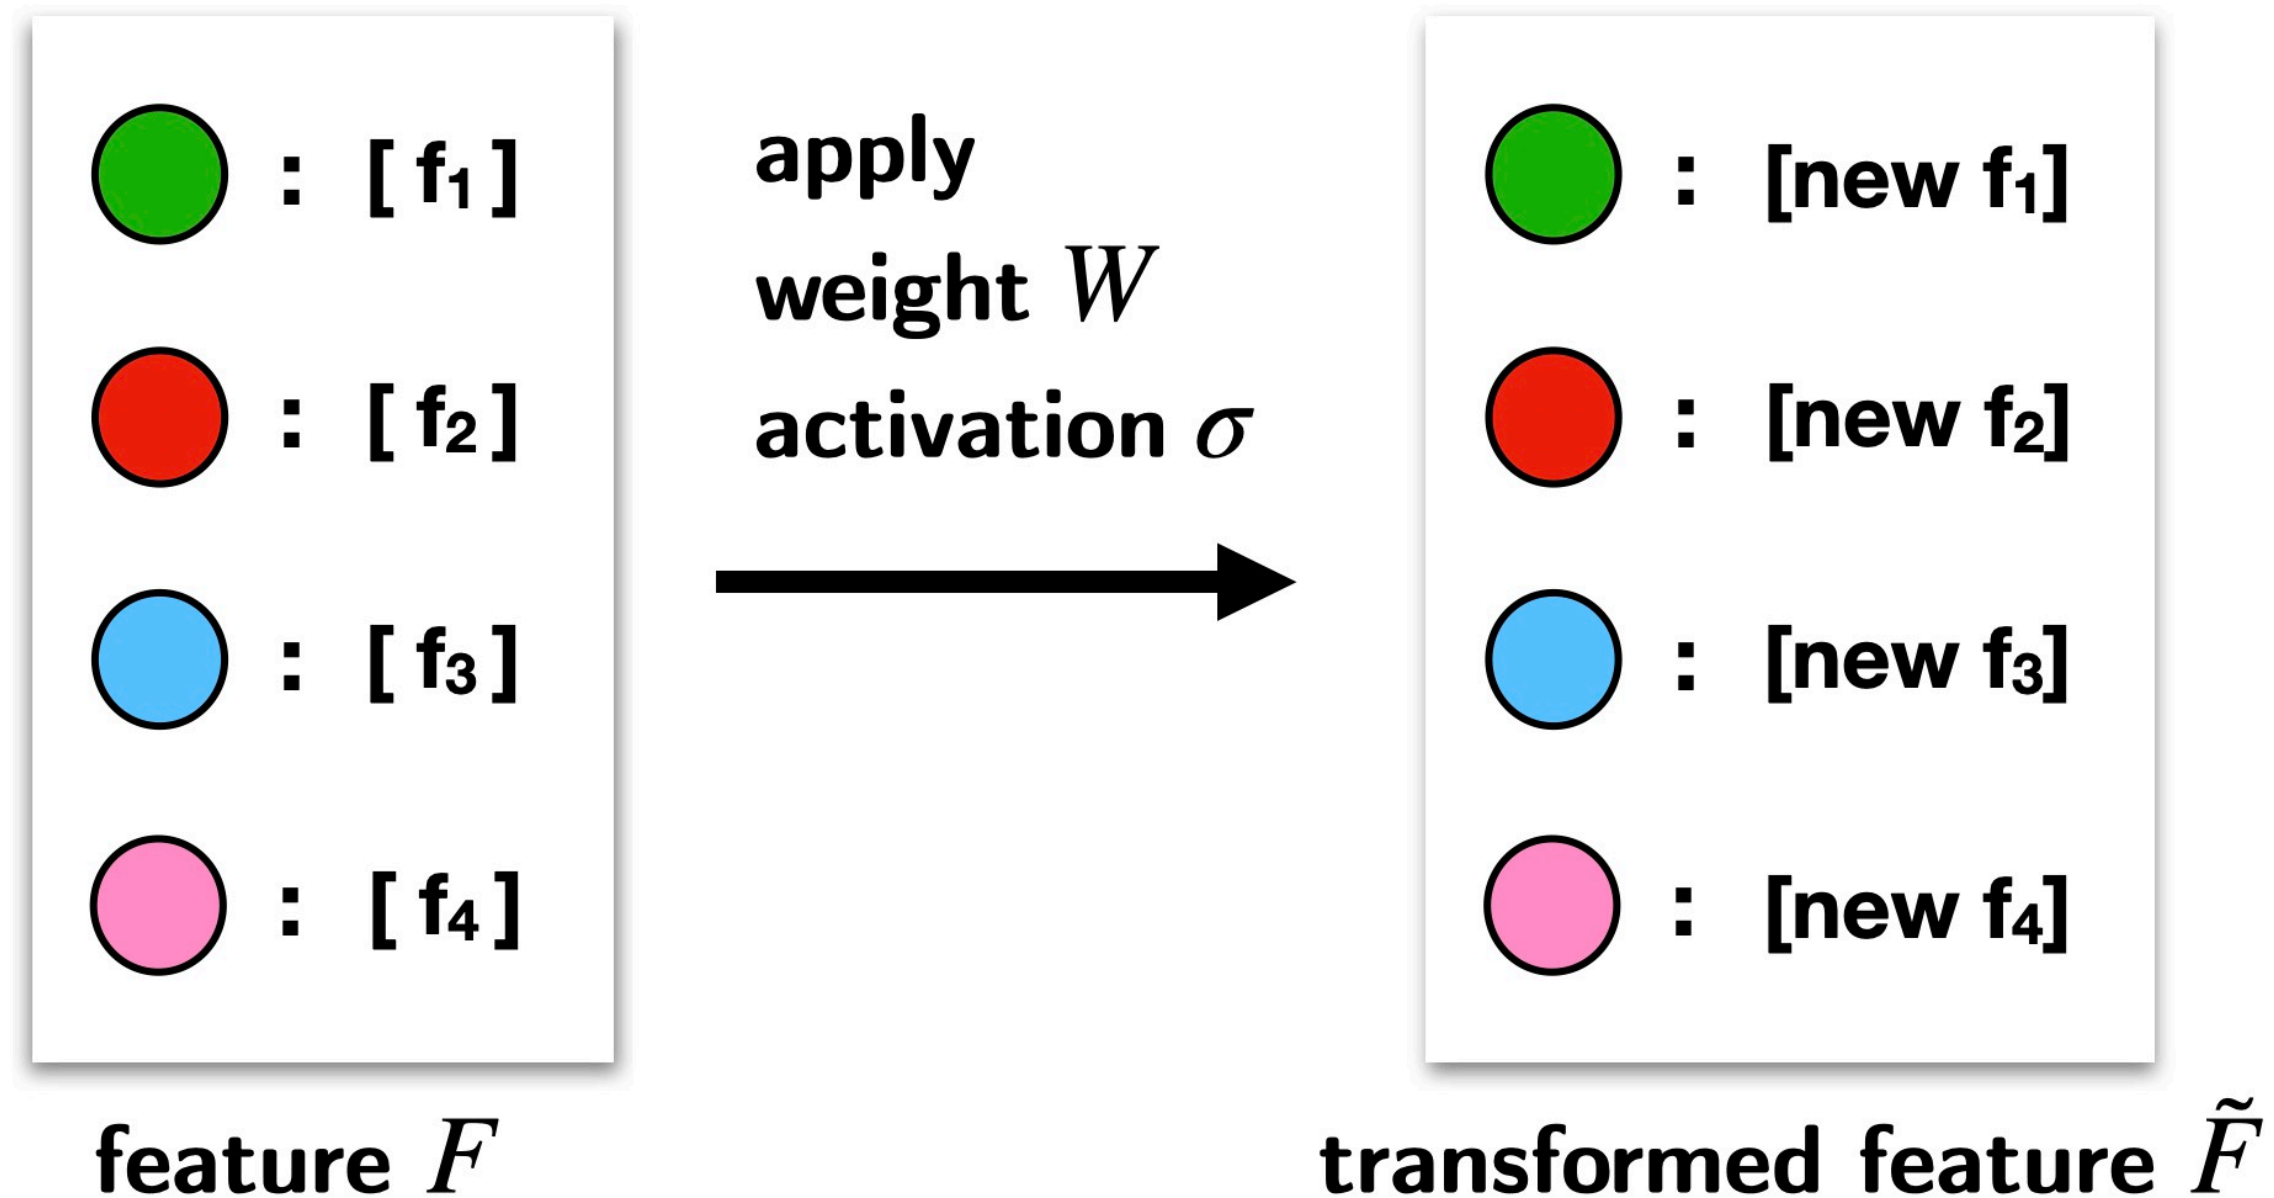 : [ f₁ ]
: [ f₂ ]
: [ f₃ ]
: [ f₄ ]
feature F
apply
weight W
activation σ
: [new f₁]
: [new f₂]
: [new f₃]
: [new f₄]
transformed feature F̃